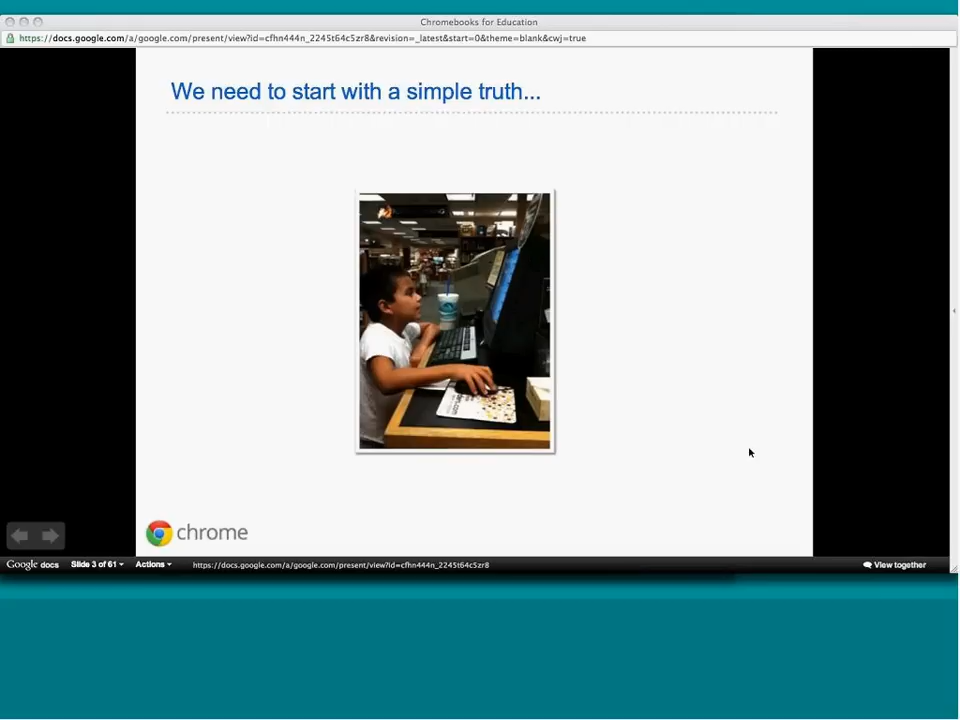 Chromebooks for Education
https://docs.google.com/a/google.com/present/view?id=cfhn444n_2245t64c5zr8&revision=_latest&start=0&theme=blank&cwj=true
We need to start with a simple truth...
chrome
Google docs Slide 3 of 61 Actions https://docs.google.com/a/google.com/present/view?id=cfhn444n_2245t64c5zr8 View together